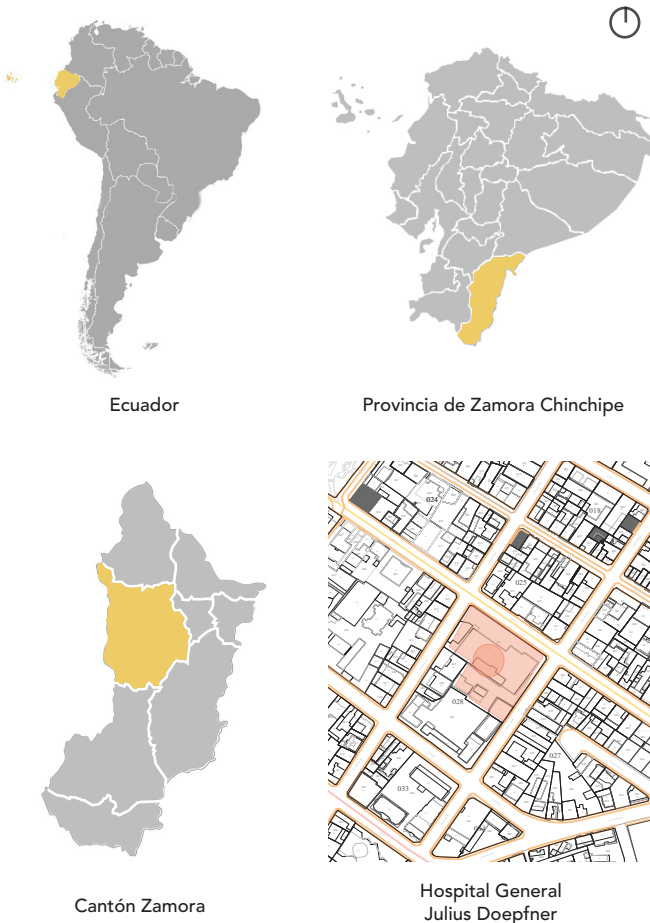 Ecuador
Provincia de Zamora Chinchipe
024
018
025
028
027
033
Cantón Zamora
Hospital General
Julius Doepfner